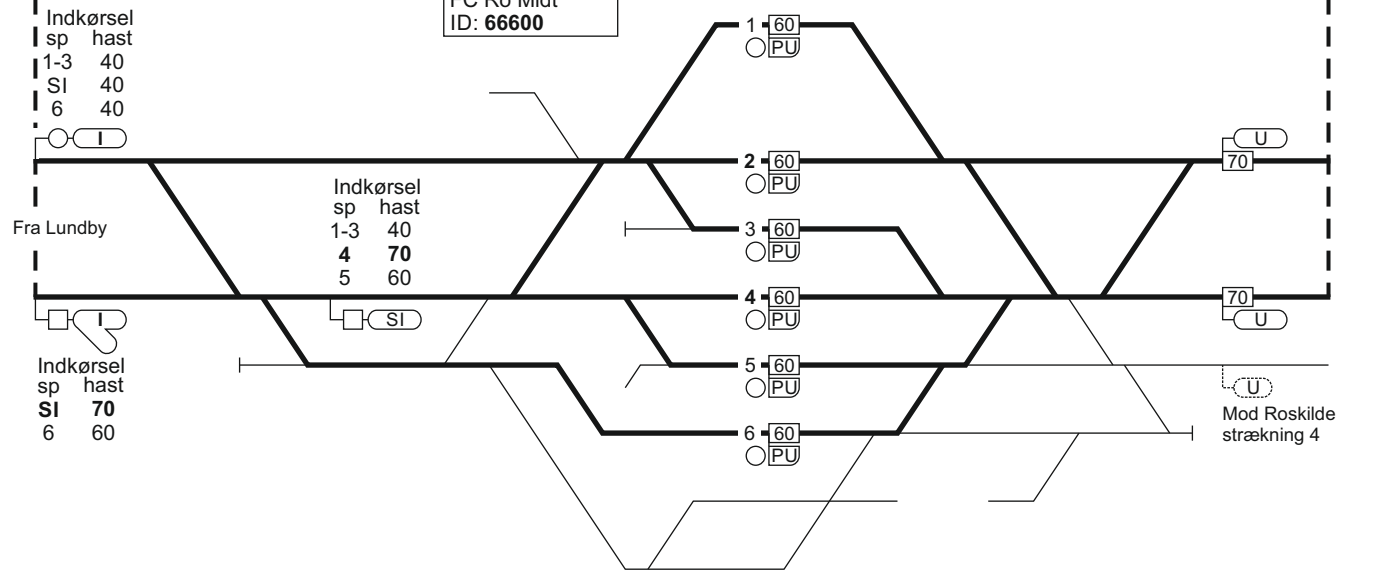 FC Ro Midt
ID: 66600
Indkørsel
sp hast
1-3 40
SI 40
6 40
I
1 60
PU
2 60
PU
U
70
Fra Lundby
Indkørsel
sp hast
1-3 40
4 70
5 60
3 60
PU
4 60
PU
70
U
I
SI
Indkørsel
sp hast
SI 70
6 60
5 60
PU
U
Mod Roskilde
strækning 4
6 60
PU